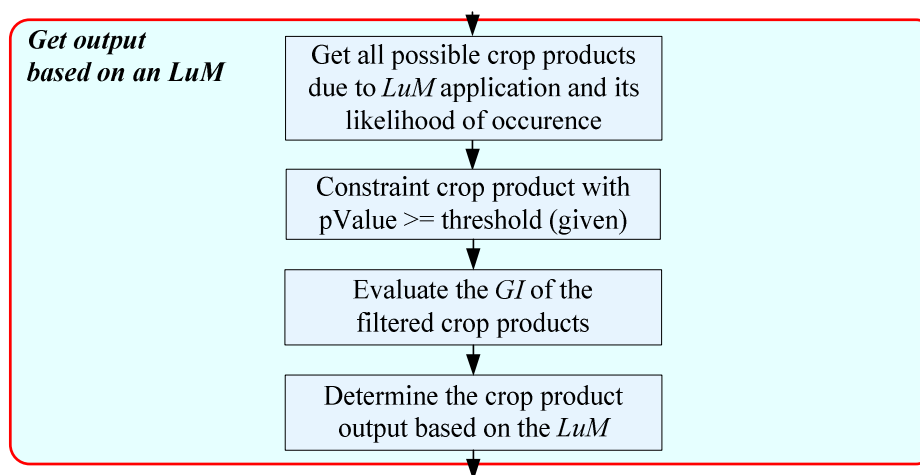 Get output
based on an LuM
Get all possible crop products
due to LuM application and its
likelihood of occurence
Constraint crop product with
pValue >= threshold (given)
Evaluate the GI of the
filtered crop products
Determine the crop product
output based on the LuM